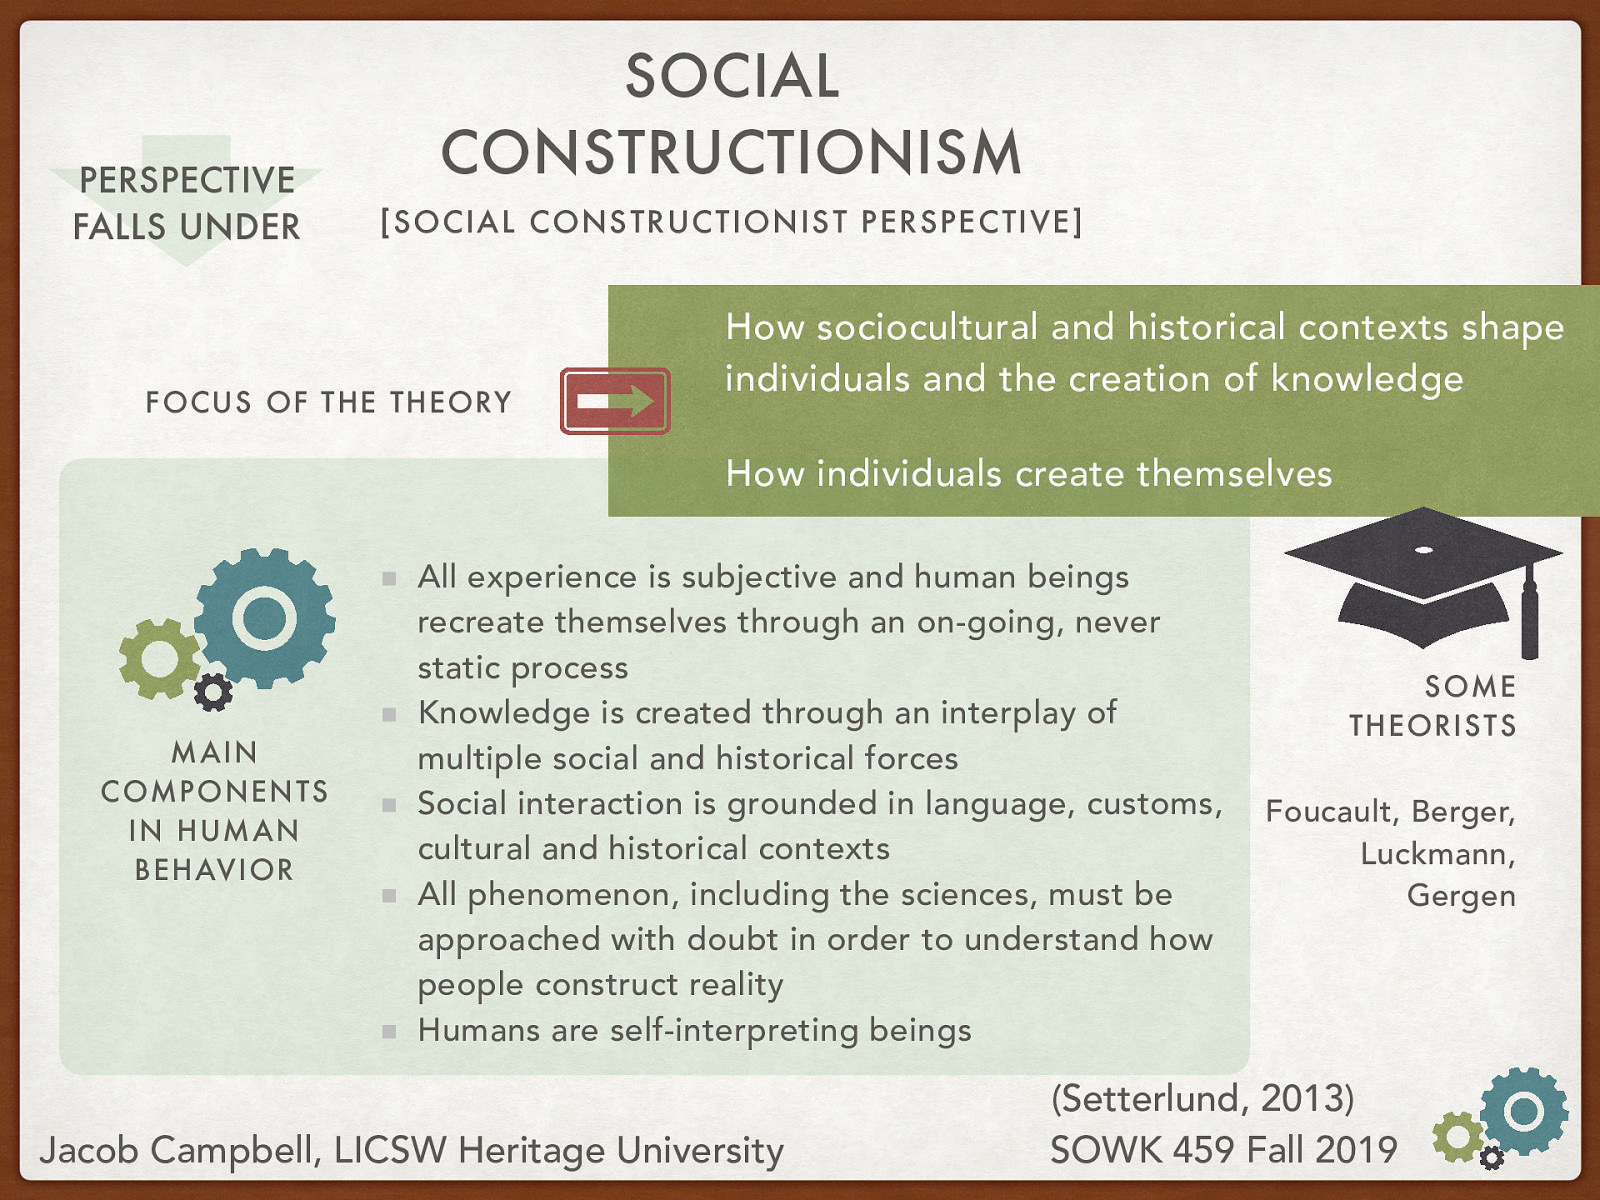 SOCIAL
CONSTRUCTIONISM
[SOCIAL CONSTRUCTIONIST PERSPECTIVE]
PERSPECTIVE
FALLS UNDER
FOCUS OF THE THEORY
How sociocultural and historical contexts shape
individuals and the creation of knowledge
How individuals create themselves
MAIN
COMPONENTS
IN HUMAN
BEHAVIOR
All experience is subjective and human beings
recreate themselves through an on-going, never
static process
Knowledge is created through an interplay of
multiple social and historical forces
Social interaction is grounded in language, customs,
cultural and historical contexts
All phenomenon, including the sciences, must be
approached with doubt in order to understand how
people construct reality
Humans are self-interpreting beings
SOME
THEORISTS
Foucault, Berger,
Luckmann,
Gergen
(Setterlund, 2013)
Jacob Campbell, LICSW Heritage University
SOWK 459 Fall 2019